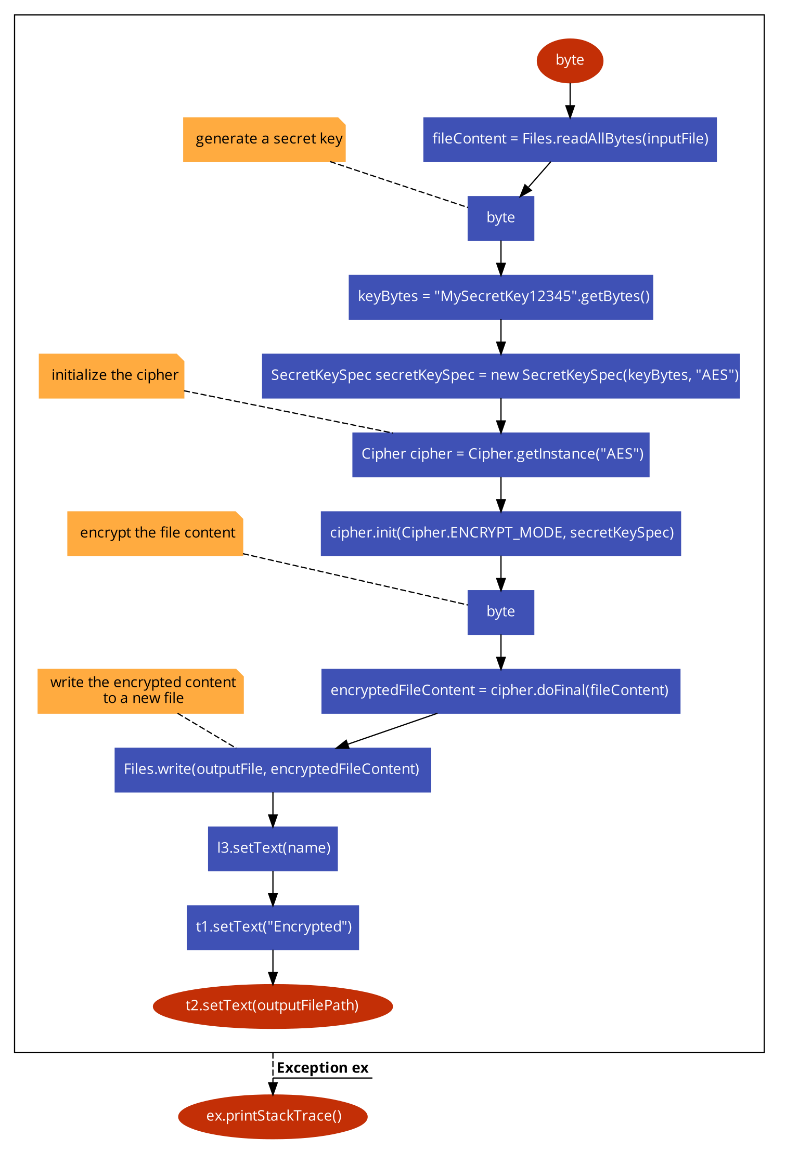 byte
generate a secret key
fileContent = Files.readAllBytes(inputFile)
byte
keyBytes = "MySecretKey12345".getBytes()
initialize the cipher
SecretKeySpec secretKeySpec = new SecretKeySpec(keyBytes, "AES")
Cipher cipher = Cipher.getInstance("AES")
encrypt the file content
cipher.init(Cipher.ENCRYPT_MODE, secretKeySpec)
byte
write the encrypted content
to a new file
encryptedFileContent = cipher.doFinal(fileContent)
Files.write(outputFile, encryptedFileContent)
l3.setText(name)
t1.setText("Encrypted")
t2.setText(outputFilePath)
Exception ex
ex.printStackTrace()